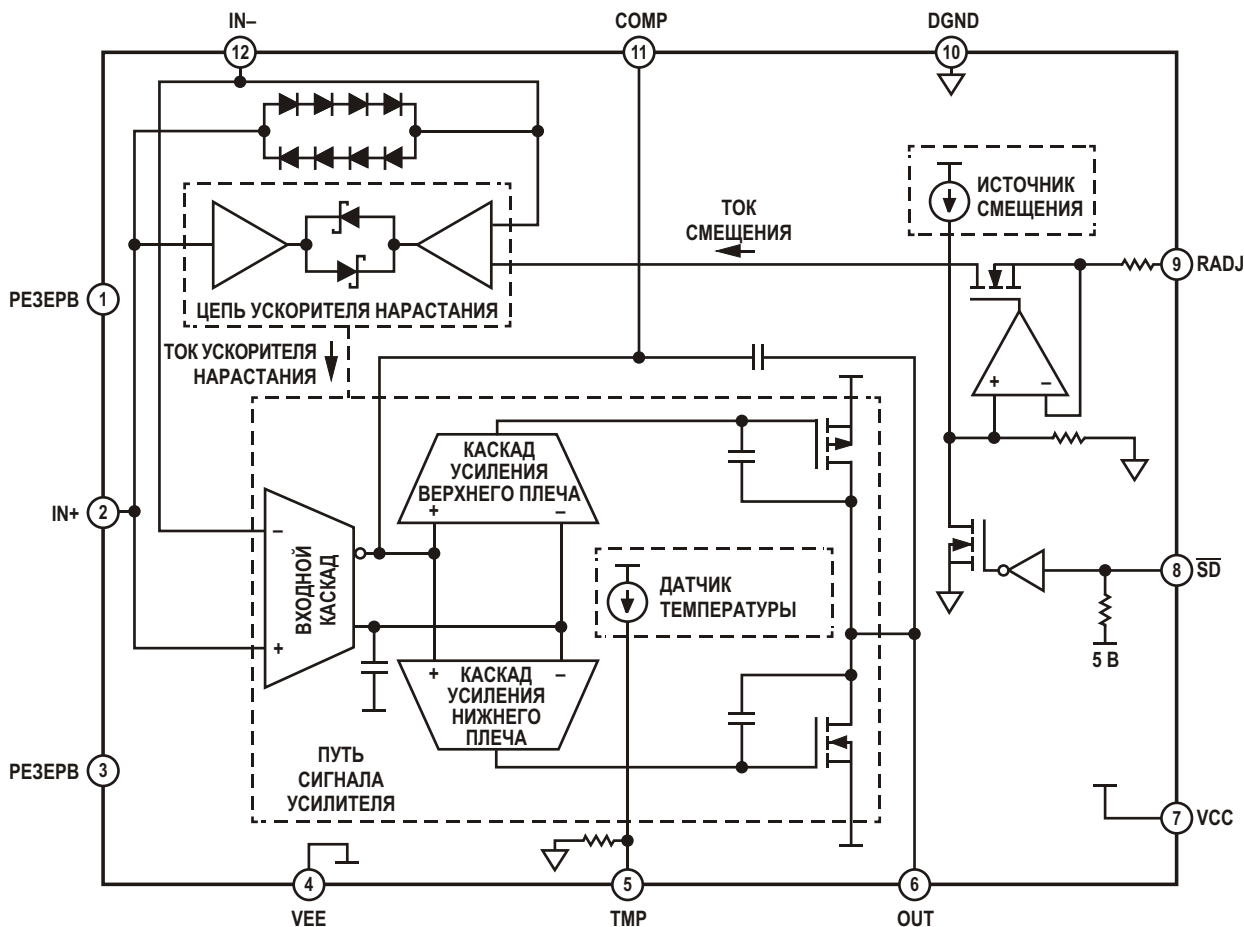 IN–
COMP
DGND
12
11
10
ИСТОЧНИК
СМЕЩЕНИЯ
ТОК
СМЕЩЕНИЯ
9
RADJ
РЕЗЕРВ
1
ЦЕПЬ УСКОРИТЕЛЯ НАРАСТАНИЯ
ТОК УСКОРИТЕЛЯ
НАРАСТАНИЯ
+
–
КАСКАД
УСИЛЕНИЯ
ВЕРХНЕГО ПЛЕЧА
+
–
IN+
2
–
+
ВХОДНОЙ
КАСКАД
ДАТЧИК
ТЕМПЕРАТУРЫ
8
SD
5 В
+
–
КАСКАД
УСИЛЕНИЯ
НИЖНЕГО
ПЛЕЧА
РЕЗЕРВ
3
ПУТЬ
СИГНАЛА
УСИЛИТЕЛЯ
7
VCC
4
5
6
VEE
TMP
OUT